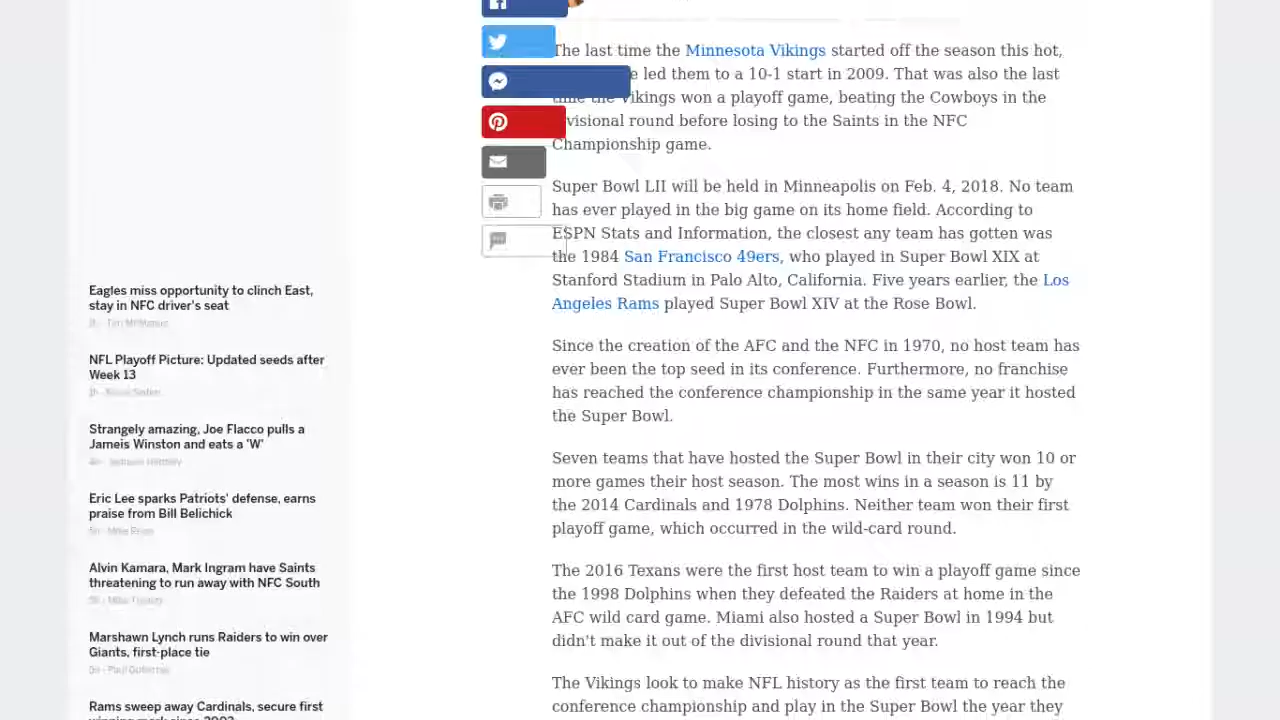 The last time the Minnesota Vikings started off the season this hot,
led them to a 10-1 start in 2009. That was also the last
time the Vikings won a playoff game, beating the Cowboys in the
divisional round before losing to the Saints in the NFC
Championship game.
Super Bowl LII will be held in Minneapolis on Feb. 4, 2018. No team
has ever played in the big game on its home field. According to
ESPN Stats and Information, the closest any team has gotten was
the 1984 San Francisco 49ers, who played in Super Bowl XIX at
Stanford Stadium in Palo Alto, California. Five years earlier, the Los
Angeles Rams played Super Bowl XIV at the Rose Bowl.
Since the creation of the AFC and the NFC in 1970, no host team has
ever been the top seed in its conference. Furthermore, no franchise
has reached the conference championship in the same year it hosted
the Super Bowl.
Seven teams that have hosted the Super Bowl in their city won 10 or
more games their host season. The most wins in a season is 11 by
the 2014 Cardinals and 1978 Dolphins. Neither team won their first
playoff game, which occurred in the wild-card round.
The 2016 Texans were the first host team to win a playoff game since
the 1998 Dolphins when they defeated the Raiders at home in the
AFC wild card game. Miami also hosted a Super Bowl in 1994 but
didn't make it out of the divisional round that year.
The Vikings look to make NFL history as the first team to reach the
conference championship and play in the Super Bowl the year they
Eagles miss opportunity to clinch East,
stay in NFC driver's seat
NFL Playoff Picture: Updated seeds after
Week 13
Strangely amazing, Joe Flacco pulls a
Jameis Winston and eats a 'W'
Eric Lee sparks Patriots' defense, earns
praise from Bill Belichick
Alvin Kamara, Mark Ingram have Saints
threatening to run away with NFC South
Marshawn Lynch runs Raiders to win over
Giants, first-place tie
Rams sweep away Cardinals, secure first